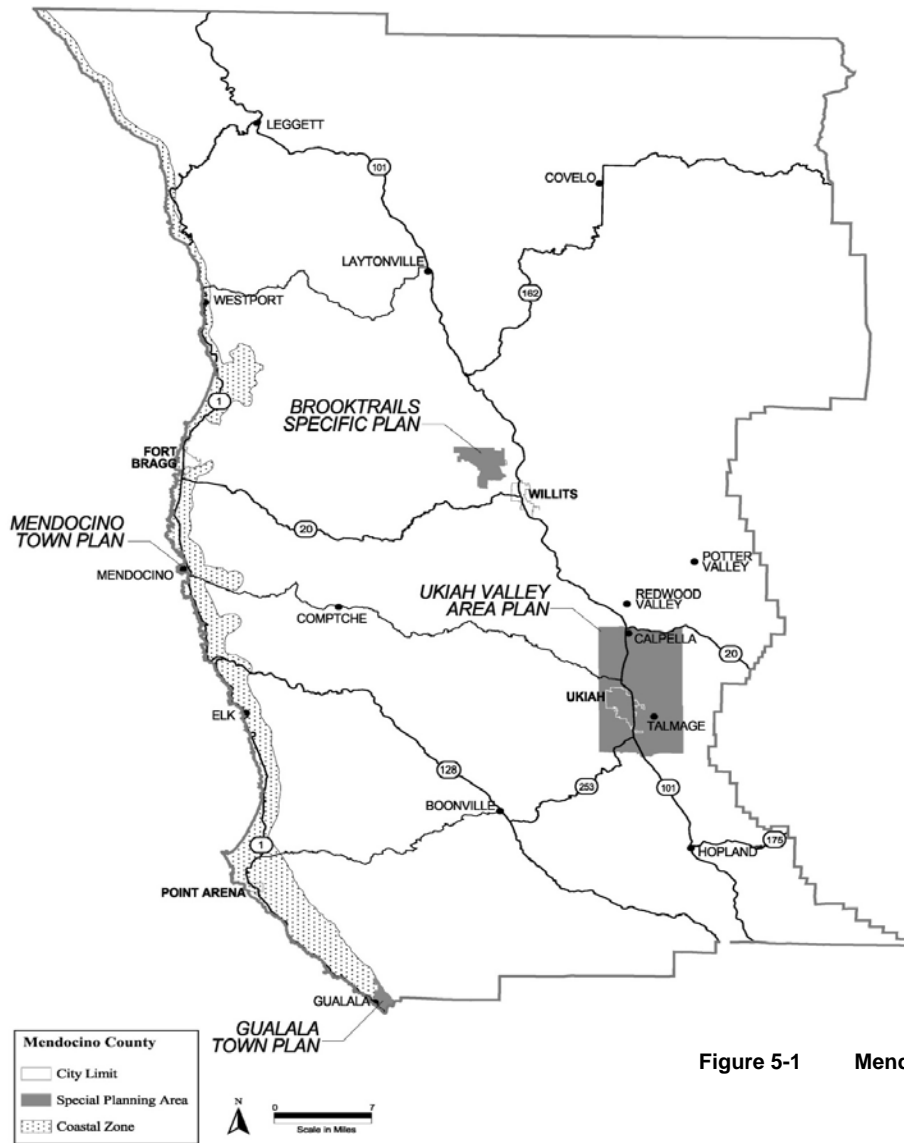 LEGGETT
101
COVELO
LAYTONVILLE
162
WESTPORT
1
BROOKTRAILS
SPECIFIC PLAN
FORT
BRAGG
WILLITS
20
MENDOCINO
TOWN PLAN
MENDOCINO
POTTER
VALLEY
UKIAH VALLEY
AREA PLAN
REDWOOD
VALLEY
COMPTCHE
CALPELLA
20
UKIAH
ELK
TALMAGE
128
253
101
BOONVILLE
1
175
HOPLAND
POINT ARENA
GUALALA
GUALALA
TOWN PLAN
Mendocino County
City Limit
Special Planning Area
Coastal Zone
N
0 7
Scale in Miles
Figure 5-1 Mend